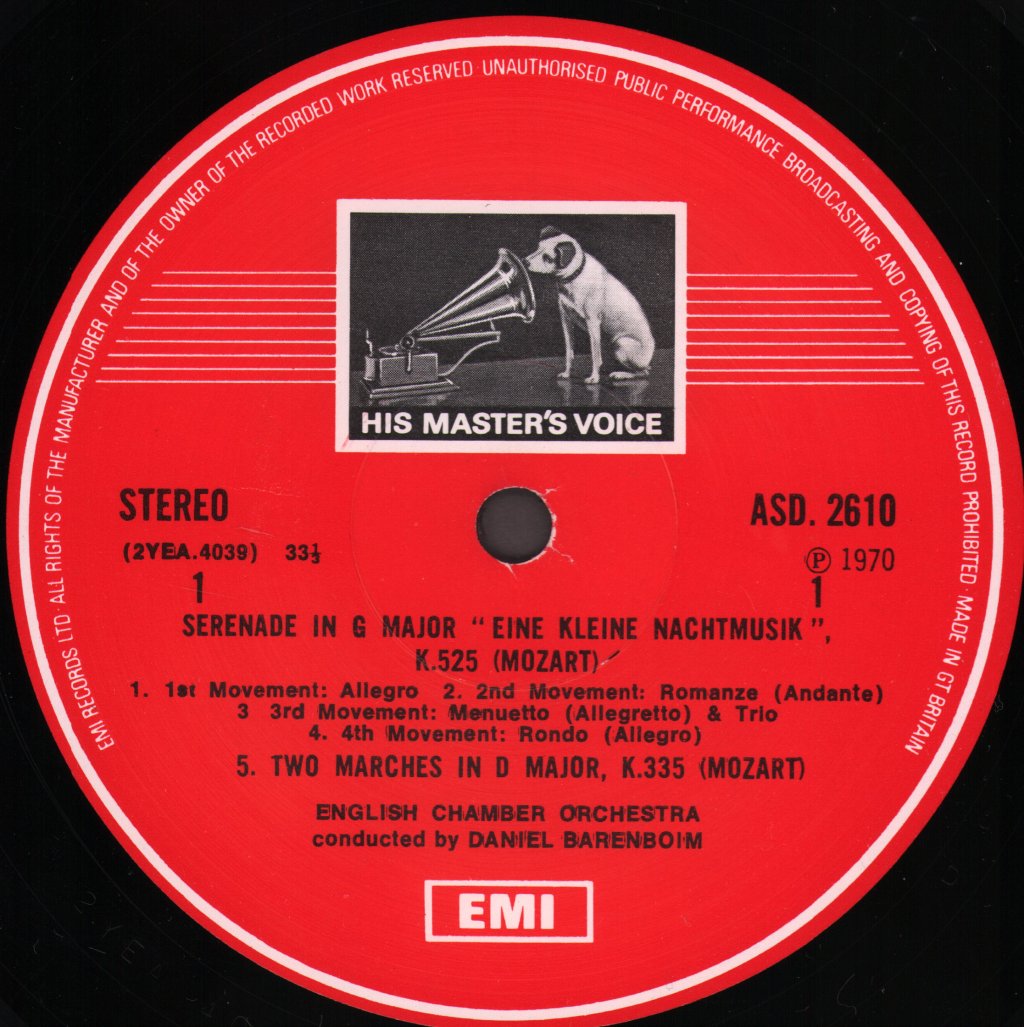 EMI RECORDS LTD ALL RIGHTS OF THE MANUFACTURER AND OF THE OWNER OF THE RECORDED WORK RESERVED · UNAUTHORISED PUBLIC PERFORMANCE BROADCASTING AND COPYING OF THIS RECORD PROHIBITED · MADE IN GT BRITAIN
HIS MASTER'S VOICE
STEREO
ASD. 2610
(2YEA.4039) 33⅓
℗ 1970
1
1
SERENADE IN G MAJOR "EINE KLEINE NACHTMUSIK",
K.525 (MOZART)
1. 1st Movement: Allegro 2. 2nd Movement: Romanze (Andante)
3 3rd Movement: Menuetto (Allegretto) & Trio
4. 4th Movement: Rondo (Allegro)
5. TWO MARCHES IN D MAJOR, K.335 (MOZART)
ENGLISH CHAMBER ORCHESTRA
conducted by DANIEL BARENBOIM
EMI